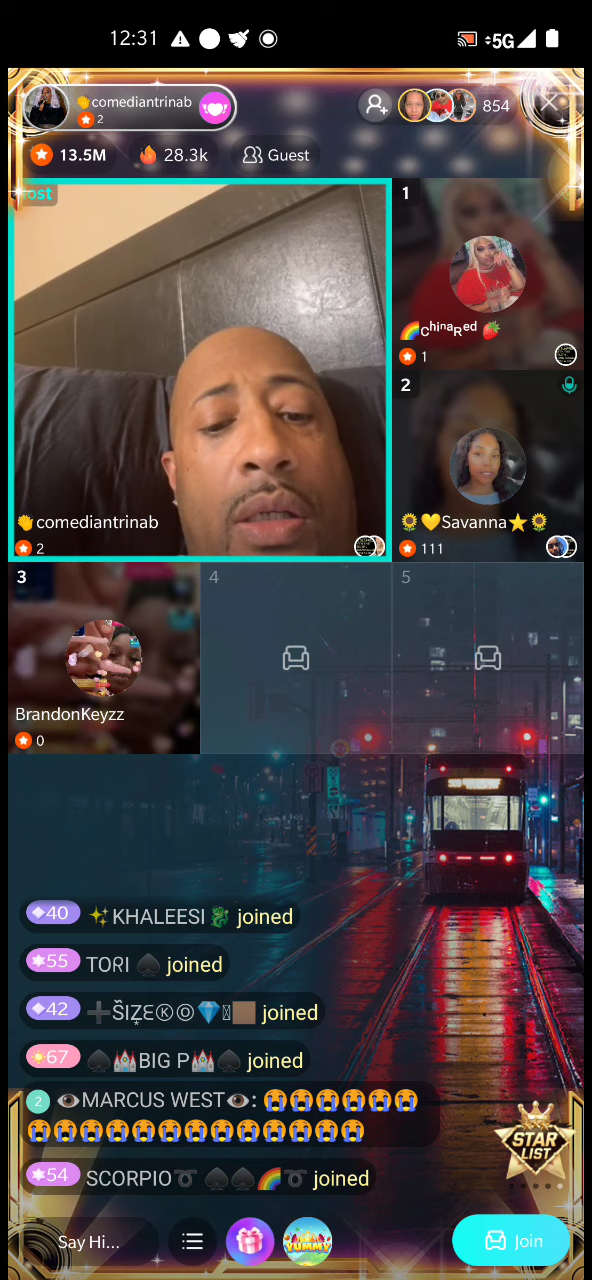 12:31
5G
👋comediantrinab
2
854
13.5M
🔥 28.3k
Guest
ost
👋comediantrinab
2
1
🌈cʰⁱⁿᵃRᵉᵈ 🍓
1
2
🌻💛Savanna⭐🌻
111
3
BrandonKeyzz
0
4
5
40 ✨KHALEESI🐉 joined
55 TORI ♠ joined
42 joined
67 ♠🏰BIG P🏰♠ joined
2 👁MARCUS WEST👁: 😭😭😭😭😭😭
😭😭😭😭😭😭😭😭😭😭😭😭😭
54 SCORPIO➰ ♠♠🌈➰ joined
STAR
LIST
Say Hi...
YUMMY
Join